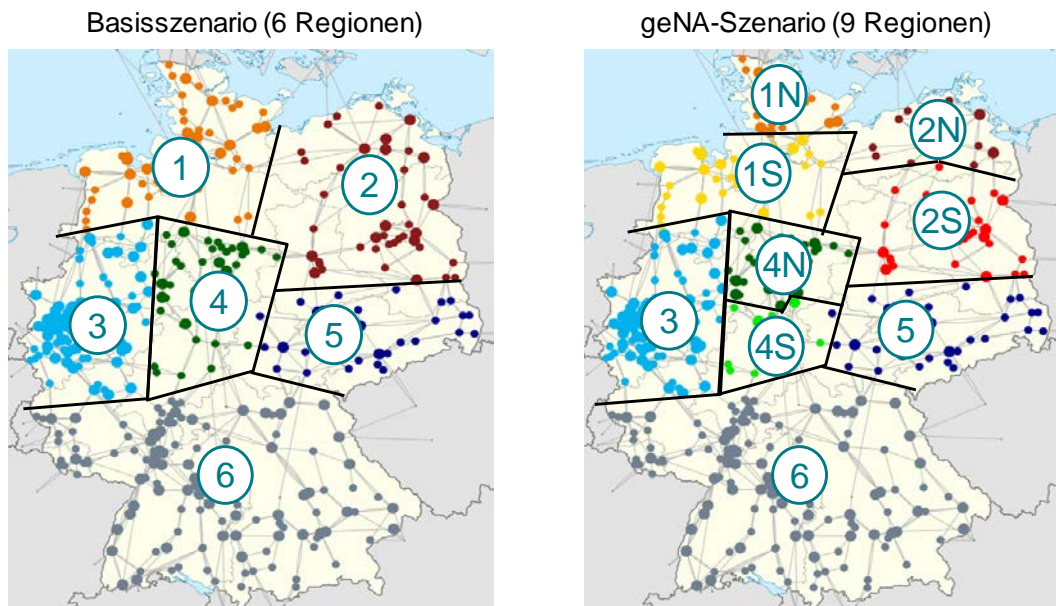 Basisszenario (6 Regionen)
1
2
3
4
5
6
geNA-Szenario (9 Regionen)
1N
2N
1S
2S
4N
3
4S
5
6